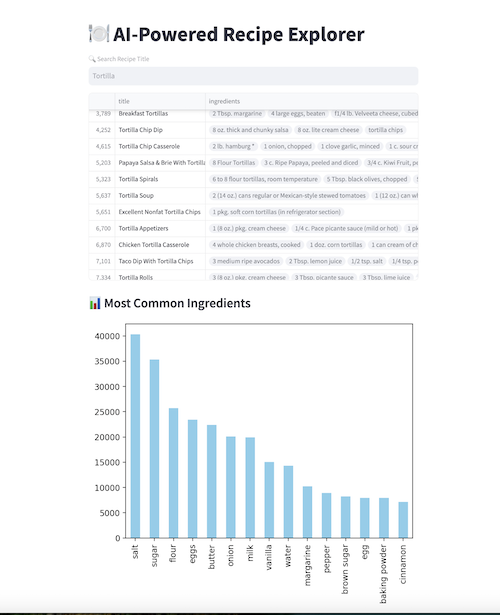 🍽️ AI-Powered Recipe Explorer
🔍 Search Recipe Title
Tortilla
title ingredients
3,789 Breakfast Tortillas 2 Tbsp. margarine 4 large eggs, beaten f1/4 lb. Velveeta cheese, cubed
4,252 Tortilla Chip Dip 8 oz. thick and chunky salsa 8 oz. lite cream cheese tortilla chips
4,615 Tortilla Chip Casserole 2 lb. hamburg * 1 onion, chopped 1 clove garlic, minced 1 c. sour cr
5,203 Papaya Salsa & Brie With Tortilla 8 Flour Tortillas 3 c. Ripe Papaya, peeled and diced 3/4 c. Kiwi Fruit, pe
5,323 Tortilla Spirals 6 to 8 flour tortillas, room temperature 5 Tbsp. black olives, chopped
5,637 Tortilla Soup 2 (14 oz.) cans regular or Mexican-style stewed tomatoes 1 (12 oz.) can wh
5,651 Excellent Nonfat Tortilla Chips 1 pkg. soft corn tortillas (in refrigerator section)
6,700 Tortilla Appetizers 1 (8 oz.) pkg. cream cheese 1/4 c. Pace picante sauce (mild or hot) 1 pk
6,870 Chicken Tortilla Casserole 4 whole chicken breasts, cooked 1 doz. corn tortillas 1 can cream of ch
7,101 Taco Dip With Tortilla Chips 3 medium ripe avocados 2 Tbsp. lemon juice 1/2 tsp. salt 1/4 tsp. p
7,334 Tortilla Rolls 3 (8 oz.) pkg. cream cheese 3 Tbsp. picante sauce 3 Tbsp. lime juice
📊 Most Common Ingredients
40000
35000
30000
25000
20000
15000
10000
5000
0
salt
sugar
flour
eggs
butter
onion
milk
vanilla
water
margarine
pepper
brown sugar
egg
baking powder
cinnamon